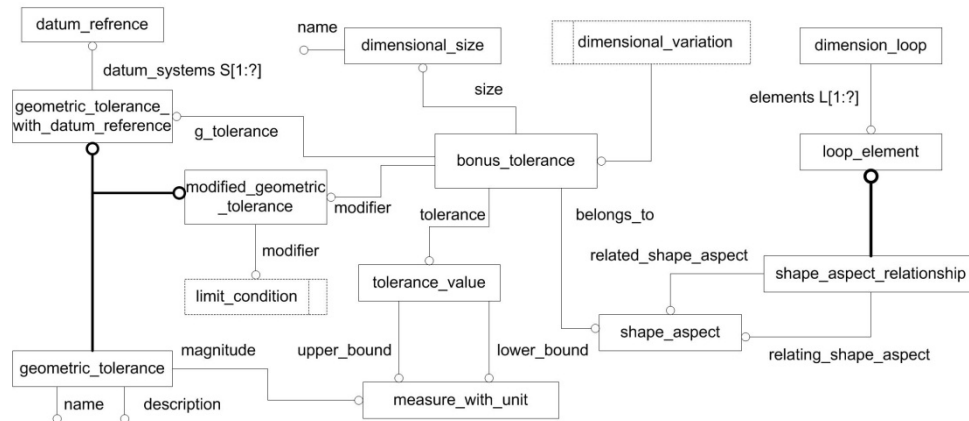 datum_refrence
name
dimensional_size
dimensional_variation
dimension_loop
datum_systems S[1:?]
size
elements L[1:?]
geometric_tolerance_
with_datum_reference
g_tolerance
bonus_tolerance
loop_element
modified_geometric
_tolerance
modifier
tolerance
belongs_to
modifier
related_shape_aspect
limit_condition
tolerance_value
shape_aspect_relationship
shape_aspect
magnitude
upper_bound
lower_bound
relating_shape_aspect
geometric_tolerance
measure_with_unit
name
description